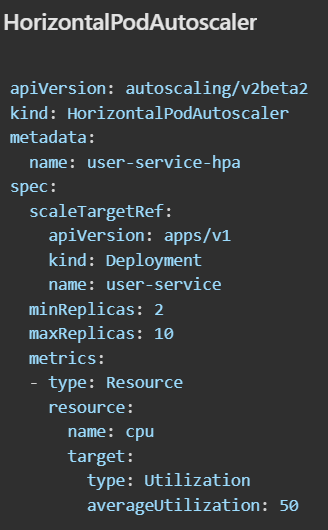 HorizontalPodAutoscaler
apiVersion: autoscaling/v2beta2
kind: HorizontalPodAutoscaler
metadata:
  name: user-service-hpa
spec:
  scaleTargetRef:
    apiVersion: apps/v1
    kind: Deployment
    name: user-service
  minReplicas: 2
  maxReplicas: 10
  metrics:
  - type: Resource
    resource:
      name: cpu
      target:
        type: Utilization
        averageUtilization: 50